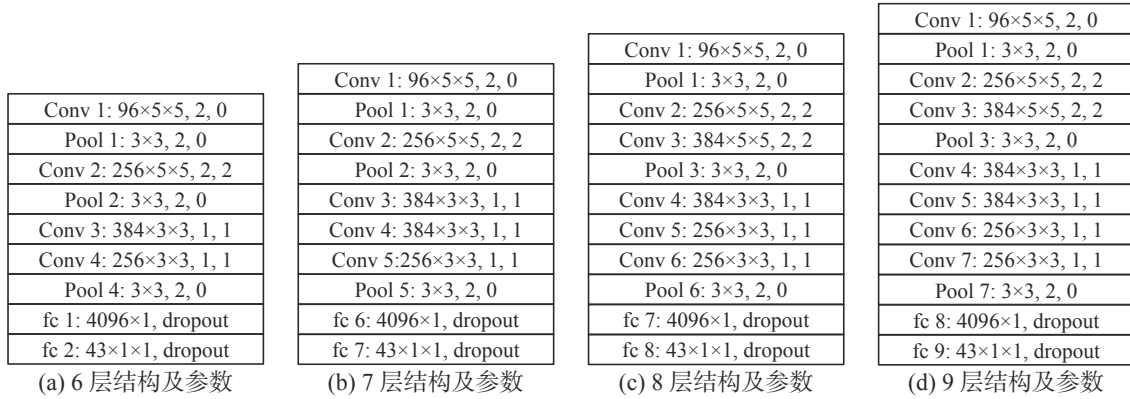 Conv 1: 96×5×5, 2, 0
Pool 1: 3×3, 2, 0
Conv 2: 256×5×5, 2, 2
Pool 2: 3×3, 2, 0
Conv 3: 384×3×3, 1, 1
Conv 4: 256×3×3, 1, 1
Pool 4: 3×3, 2, 0
fc 1: 4096×1, dropout
fc 2: 43×1×1, dropout
(a) 6 层结构及参数
Conv 1: 96×5×5, 2, 0
Pool 1: 3×3, 2, 0
Conv 2: 256×5×5, 2, 2
Pool 2: 3×3, 2, 0
Conv 3: 384×3×3, 1, 1
Conv 4: 384×3×3, 1, 1
Conv 5:256×3×3, 1, 1
Pool 5: 3×3, 2, 0
fc 6: 4096×1, dropout
fc 7: 43×1×1, dropout
(b) 7 层结构及参数
Conv 1: 96×5×5, 2, 0
Pool 1: 3×3, 2, 0
Conv 2: 256×5×5, 2, 2
Conv 3: 384×5×5, 2, 2
Pool 3: 3×3, 2, 0
Conv 4: 384×3×3, 1, 1
Conv 5: 256×3×3, 1, 1
Conv 6: 256×3×3, 1, 1
Pool 6: 3×3, 2, 0
fc 7: 4096×1, dropout
fc 8: 43×1×1, dropout
(c) 8 层结构及参数
Conv 1: 96×5×5, 2, 0
Pool 1: 3×3, 2, 0
Conv 2: 256×5×5, 2, 2
Conv 3: 384×5×5, 2, 2
Pool 3: 3×3, 2, 0
Conv 4: 384×3×3, 1, 1
Conv 5: 384×3×3, 1, 1
Conv 6: 256×3×3, 1, 1
Conv 7: 256×3×3, 1, 1
Pool 7: 3×3, 2, 0
fc 8: 4096×1, dropout
fc 9: 43×1×1, dropout
(d) 9 层结构及参数